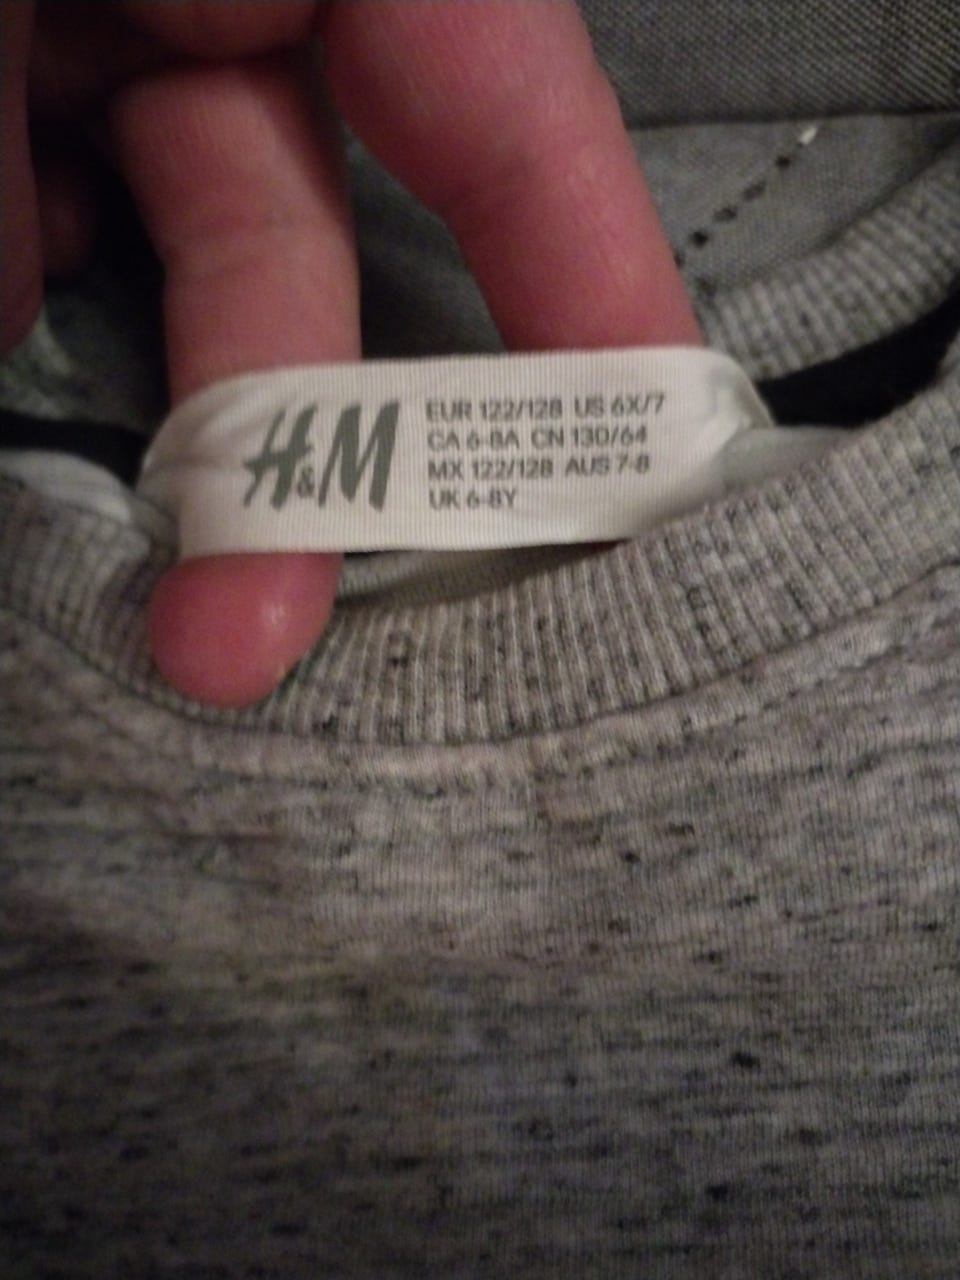 H&M
EUR 122/128 US 6X/7
CA 6-8A CN 130/64
MX 122/128 AUS 7-8
UK 6-8Y